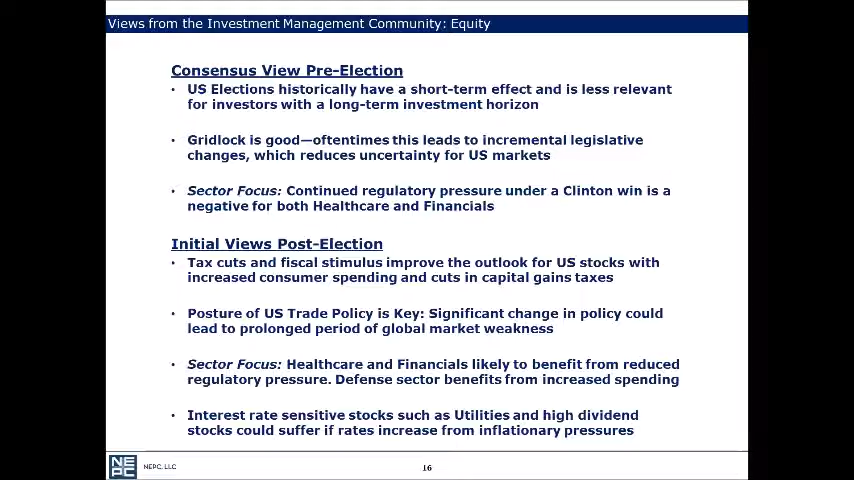 Views from the Investment Management Community: Equity
Consensus View Pre-Election
• US Elections historically have a short-term effect and is less relevant
for investors with a long-term investment horizon
• Gridlock is good—oftentimes this leads to incremental legislative
changes, which reduces uncertainty for US markets
• Sector Focus: Continued regulatory pressure under a Clinton win is a
negative for both Healthcare and Financials
Initial Views Post-Election
• Tax cuts and fiscal stimulus improve the outlook for US stocks with
increased consumer spending and cuts in capital gains taxes
• Posture of US Trade Policy is Key: Significant change in policy could
lead to prolonged period of global market weakness
• Sector Focus: Healthcare and Financials likely to benefit from reduced
regulatory pressure. Defense sector benefits from increased spending
• Interest rate sensitive stocks such as Utilities and high dividend
stocks could suffer if rates increase from inflationary pressures
NE
PC
NEPC, LLC
16